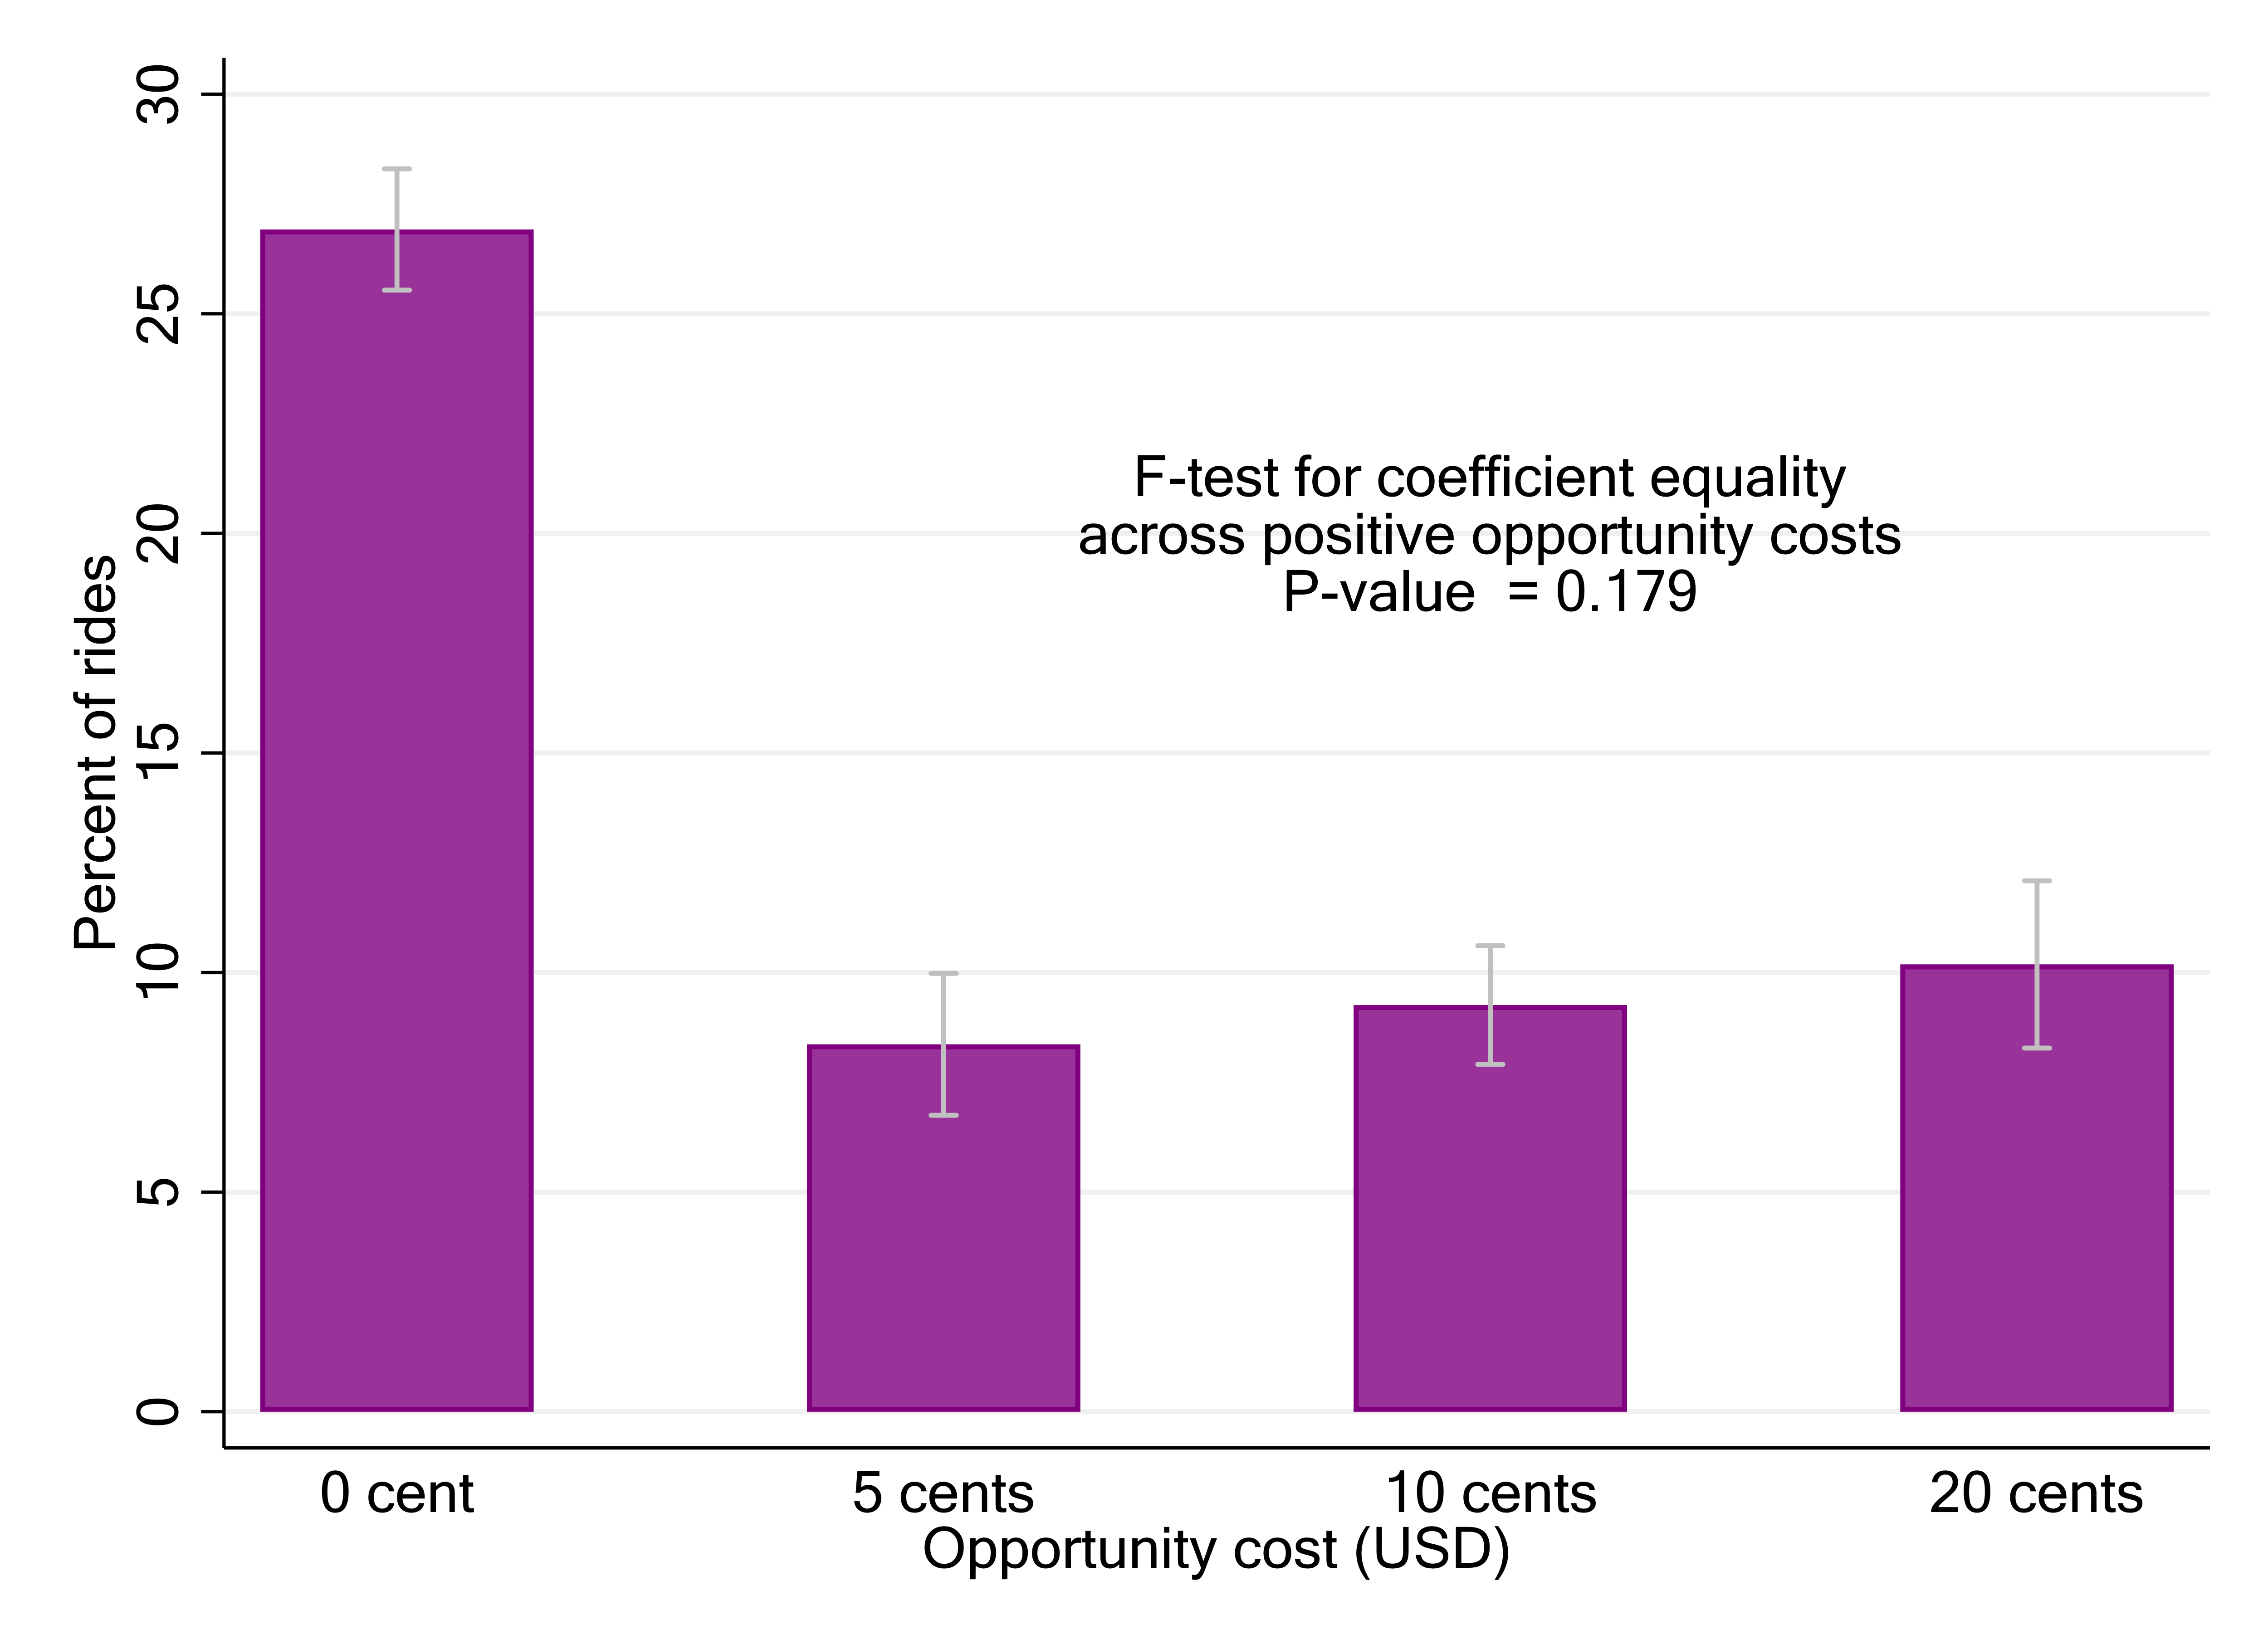 30
25
20
15
10
5
0
Percent of rides
F-test for coefficient equality
across positive opportunity costs
P-value  = 0.179
0 cent
5 cents
10 cents
20 cents
Opportunity cost (USD)